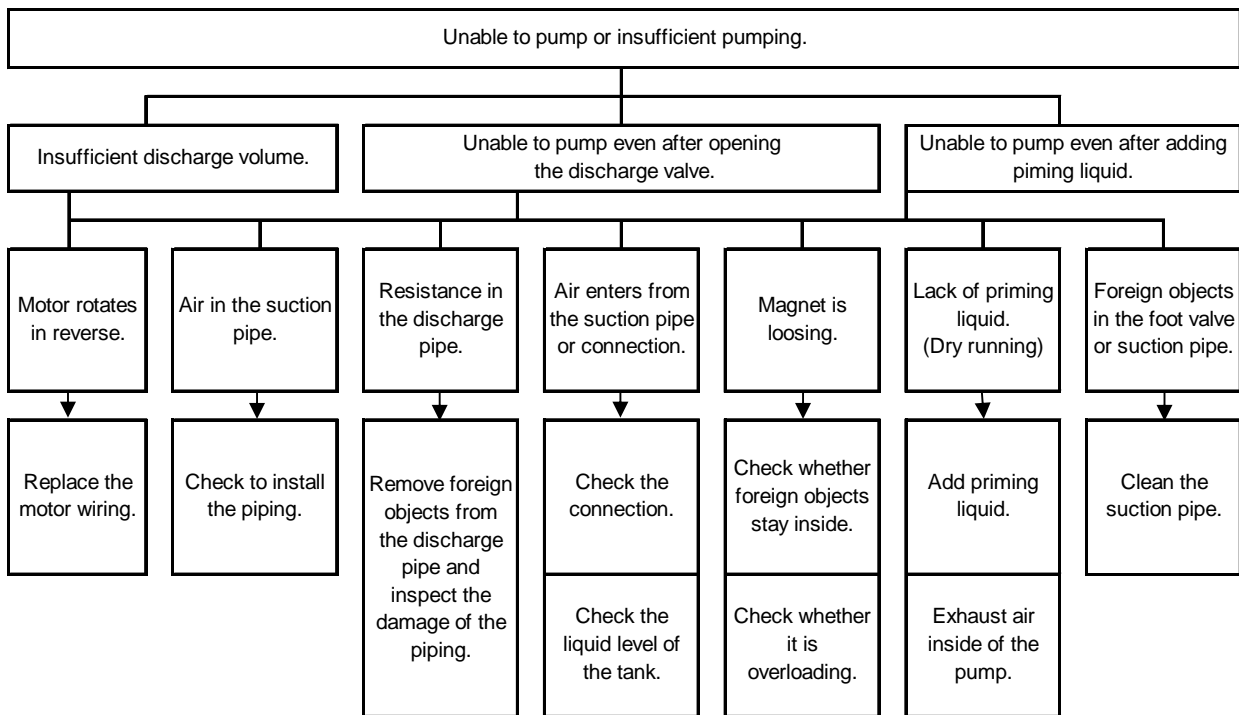 Unable to pump or insufficient pumping.
Insufficient discharge volume.
Unable to pump even after opening
the discharge valve.
Unable to pump even after adding
piming liquid.
Motor rotates
in reverse.
Air in the suction
pipe.
Resistance in
the discharge
pipe.
Air enters from
the suction pipe
or connection.
Magnet is
loosing.
Lack of priming
liquid.
(Dry running)
Foreign objects
in the foot valve
or suction pipe.
Replace the
motor wiring.
Check to install
the piping.
Remove foreign
objects from
the discharge
pipe and
inspect the
damage of the
piping.
Check the
connection.
Check whether
foreign objects
stay inside.
Add priming
liquid.
Clean the
suction pipe.
Check the
liquid level of
the tank.
Check whether
it is
overloading.
Exhaust air
inside of the
pump.